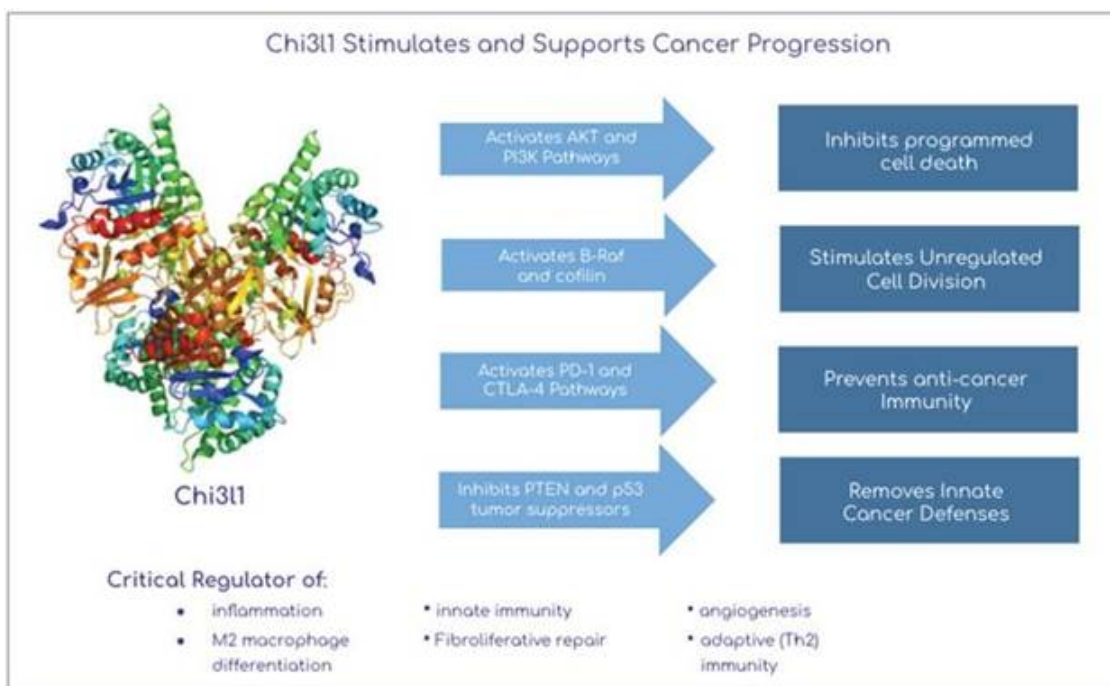 Chi3l1 Stimulates and Supports Cancer Progression
Activates AKT and
PI3K Pathways
Inhibits programmed
cell death
Activates B-Raf
and cofilin
Stimulates Unregulated
Cell Division
Activates PD-1 and
CTLA-4 Pathways
Prevents anti-cancer
Immunity
Inhibits PTEN and p53
tumor suppressors
Removes Innate
Cancer Defenses
Chi3l1
Critical Regulator of:
• inflammation
• M2 macrophage
differentiation
• innate immunity
• Fibroliferative repair
• angiogenesis
• adaptive (Th2)
immunity